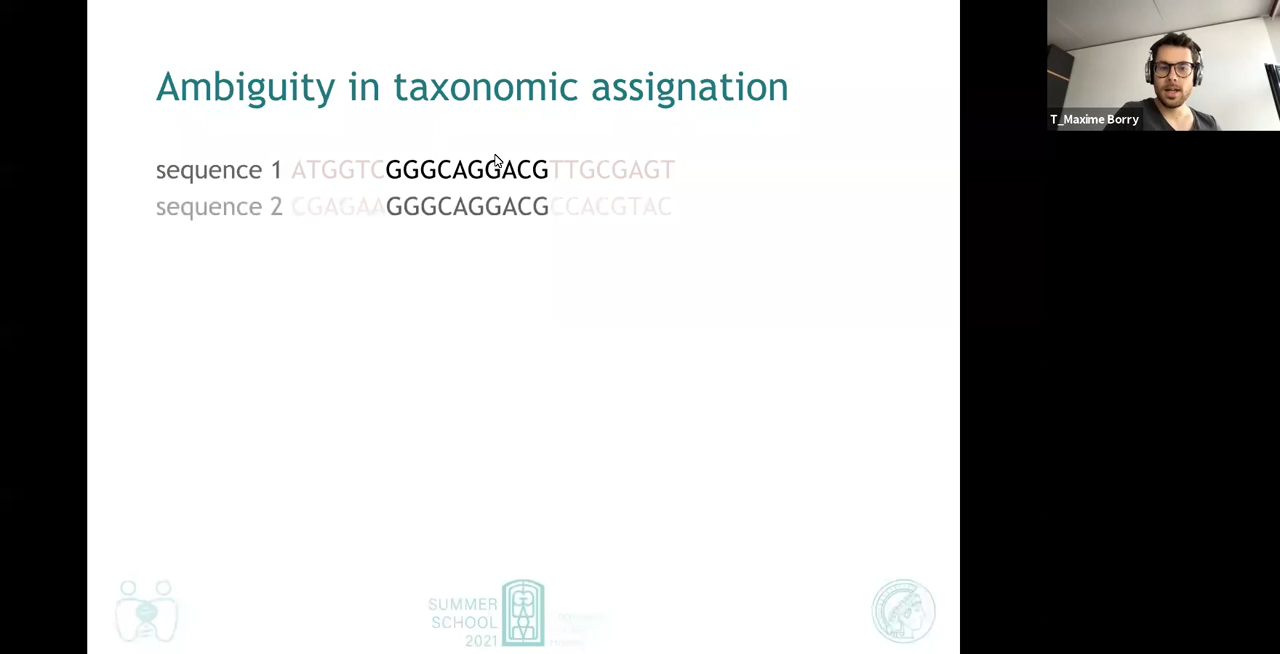 Ambiguity in taxonomic assignation
T_Maxime Borry
sequence 1 ATGGTCGGGCAGGACGTTGCGAGT
sequence 2 CGAGAAGGGCAGGACGCCACGTAC
SUMMER
SCHOOL
2021